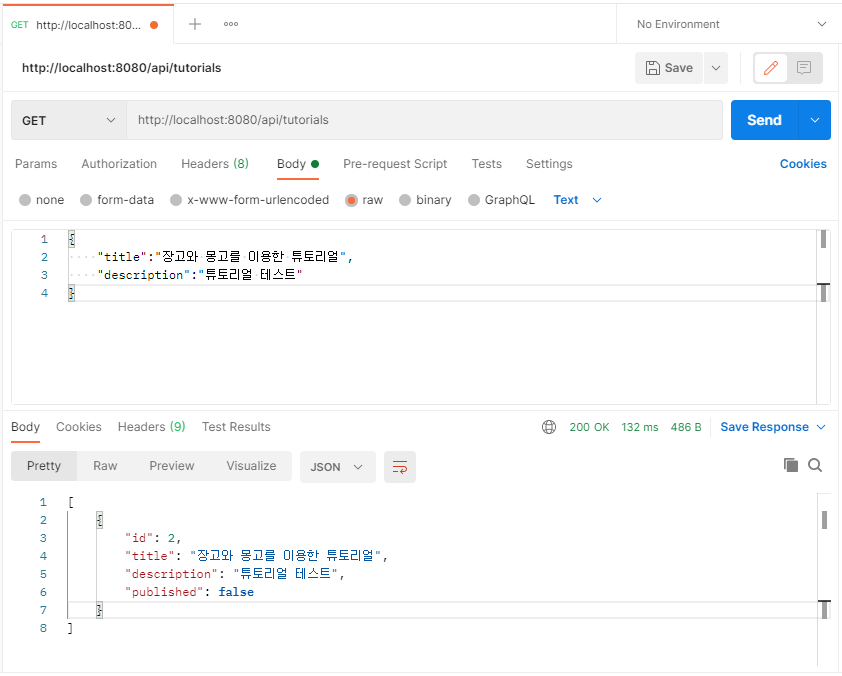 GET http://localhost:80...
No Environment
http://localhost:8080/api/tutorials
Save
GET http://localhost:8080/api/tutorials
Send
Params Authorization Headers (8) Body Pre-request Script Tests Settings Cookies
none form-data x-www-form-urlencoded raw binary GraphQL Text
1 {
2 "title":"장고와 몽고를 이용한 튜토리얼",
3 "description":"튜토리얼 테스트"
4 }
Body Cookies Headers (9) Test Results 200 OK 132 ms 486 B Save Response
Pretty Raw Preview Visualize JSON
1 [
2 {
3 "id": 2,
4 "title": "장고와 몽고를 이용한 튜토리얼",
5 "description": "튜토리얼 테스트",
6 "published": false
7 }
8 ]